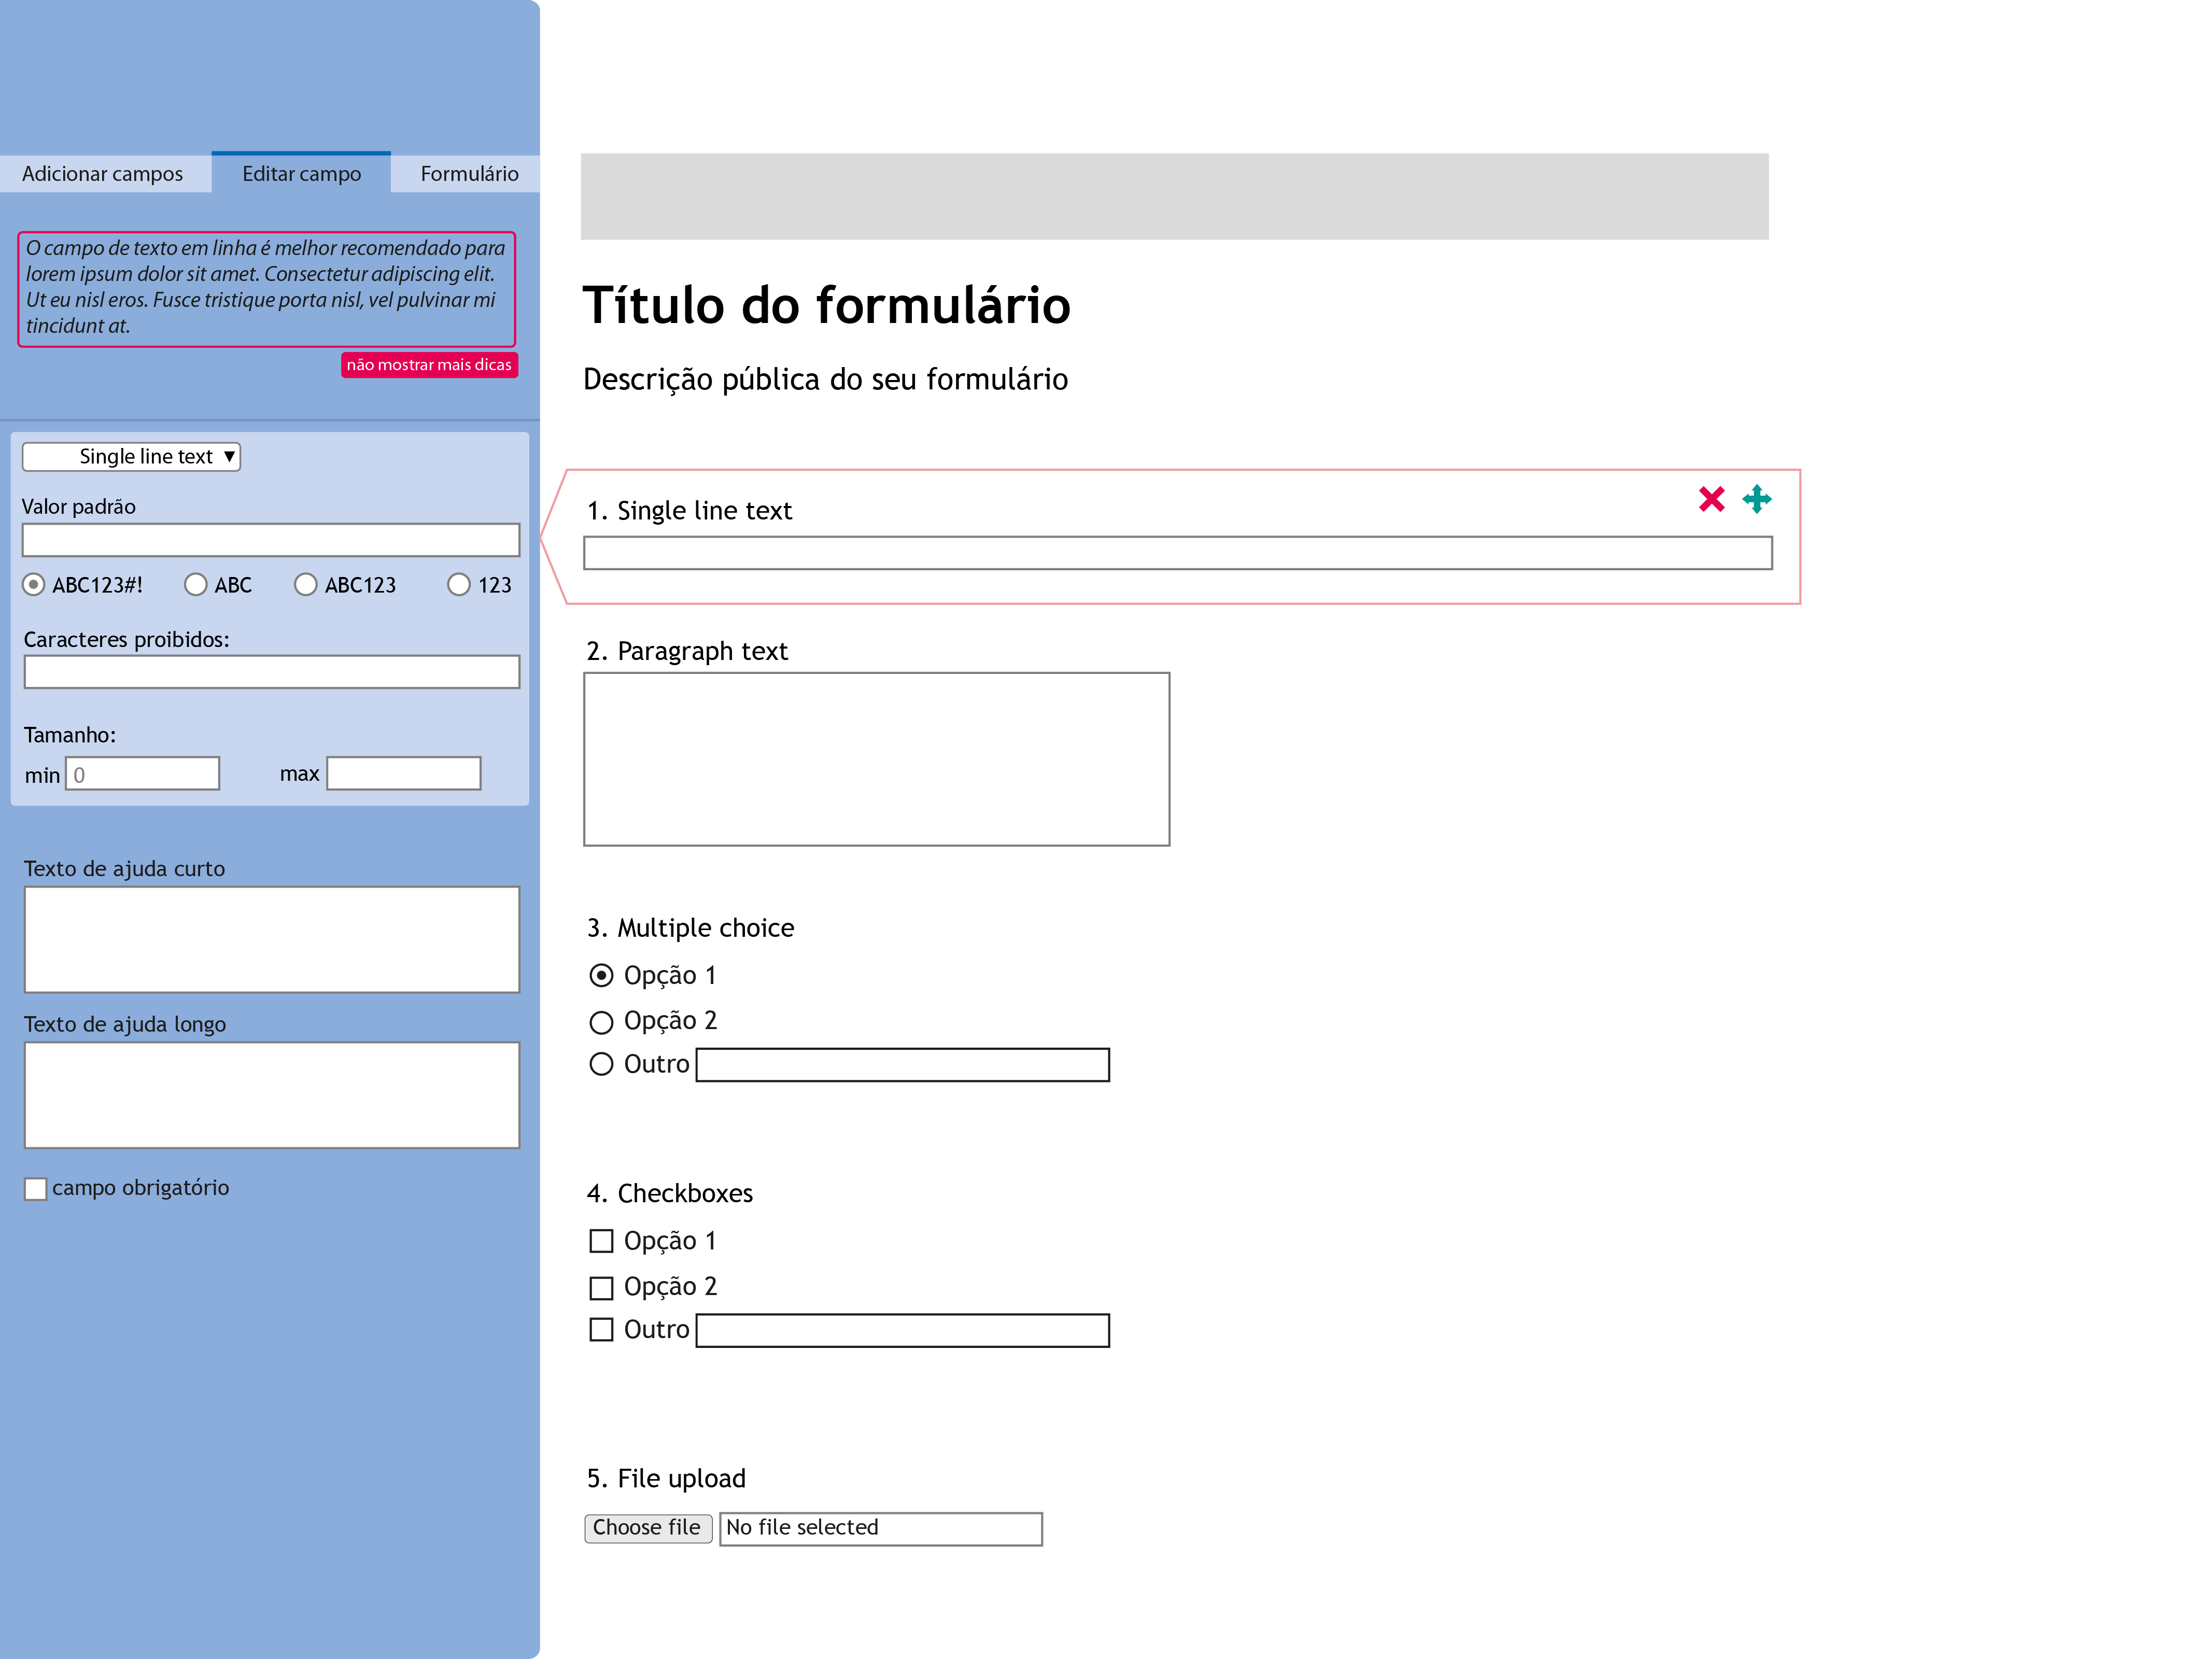 Adicionar campos
Editar campo
Formulário
O campo de texto em linha é melhor recomendado para
lorem ipsum dolor sit amet. Consectetur adipiscing elit.
Ut eu nisl eros. Fusce tristique porta nisl, vel pulvinar mi
tincidunt at.
não mostrar mais dicas
Single line text ▼
Valor padrão
ABC123#!
ABC
ABC123
123
Caracteres proibidos:
Tamanho:
min 0
max
Texto de ajuda curto
Texto de ajuda longo
campo obrigatório
Título do formulário
Descrição pública do seu formulário
1. Single line text
2. Paragraph text
3. Multiple choice
Opção 1
Opção 2
Outro
4. Checkboxes
Opção 1
Opção 2
Outro
5. File upload
Choose file
No file selected